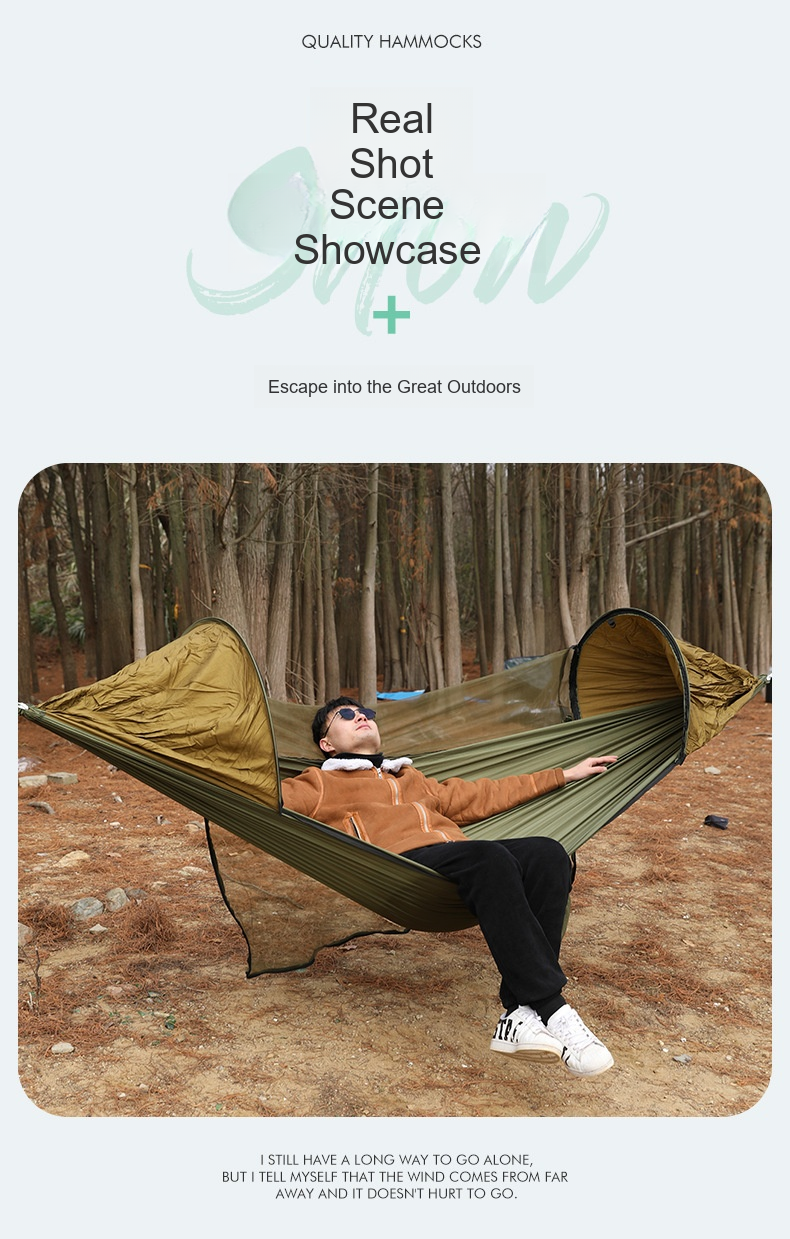 QUALITY HAMMOCKS
Real
Shot
Scene
Showcase
Show
+
Escape into the Great Outdoors
I STILL HAVE A LONG WAY TO GO ALONE,
BUT I TELL MYSELF THAT THE WIND COMES FROM FAR
AWAY AND IT DOESN'T HURT TO GO.